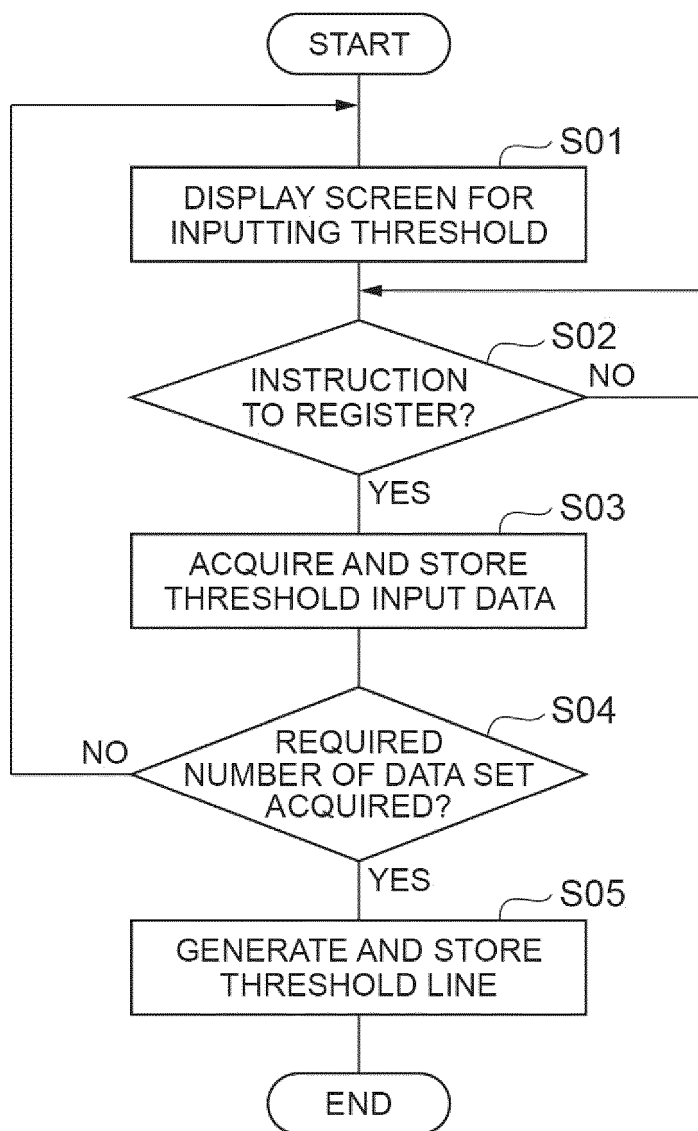 START
S01
DISPLAY SCREEN FOR
INPUTTING THRESHOLD
S02
INSTRUCTION
TO REGISTER?
NO
YES
S03
ACQUIRE AND STORE
THRESHOLD INPUT DATA
S04
NO
REQUIRED
NUMBER OF DATA SET
ACQUIRED?
YES
S05
GENERATE AND STORE
THRESHOLD LINE
END